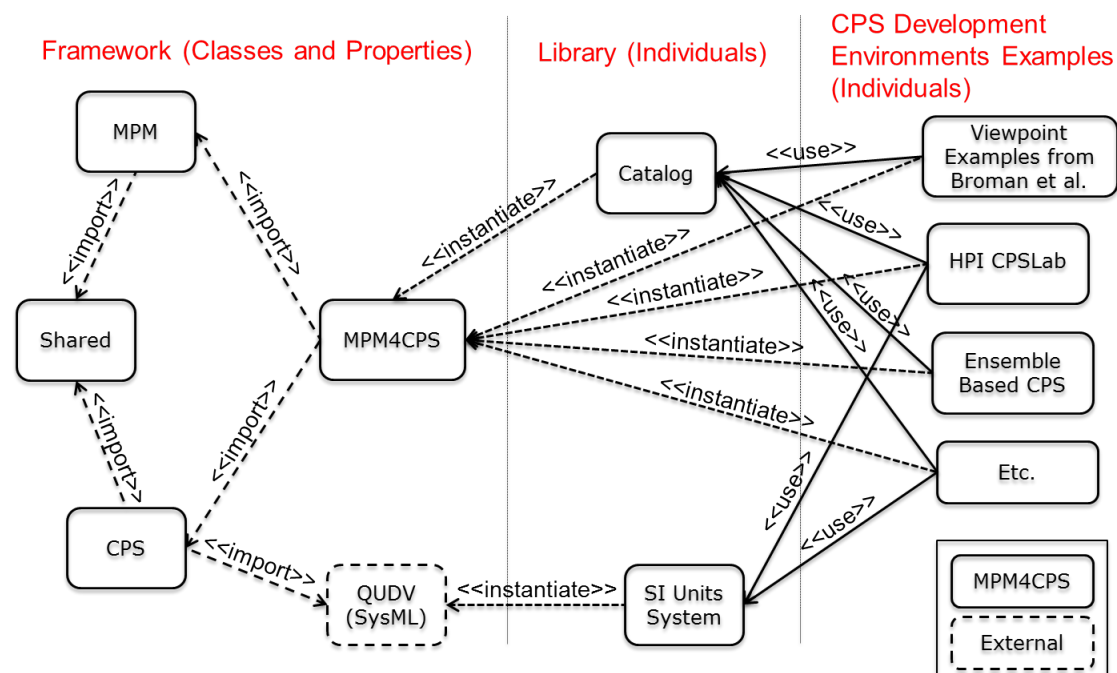 Framework (Classes and Properties)
Library (Individuals)
CPS Development
Environments Examples
(Individuals)
MPM
Catalog
Viewpoint
Examples from
Broman et al.
<<use>>
<<import>>
<<import>>
<<instantiate>>
<<use>>
HPI CPSLab
<<instantiate>>
<<instantiate>>
Shared
MPM4CPS
<<use>>
<<use>>
<<instantiate>>
Ensemble
Based CPS
<<import>>
<<import>>
<<instantiate>>
Etc.
<<use>>
<<use>>
CPS
<<import>>
QUDV
(SysML)
<<instantiate>>
SI Units
System
MPM4CPS
External